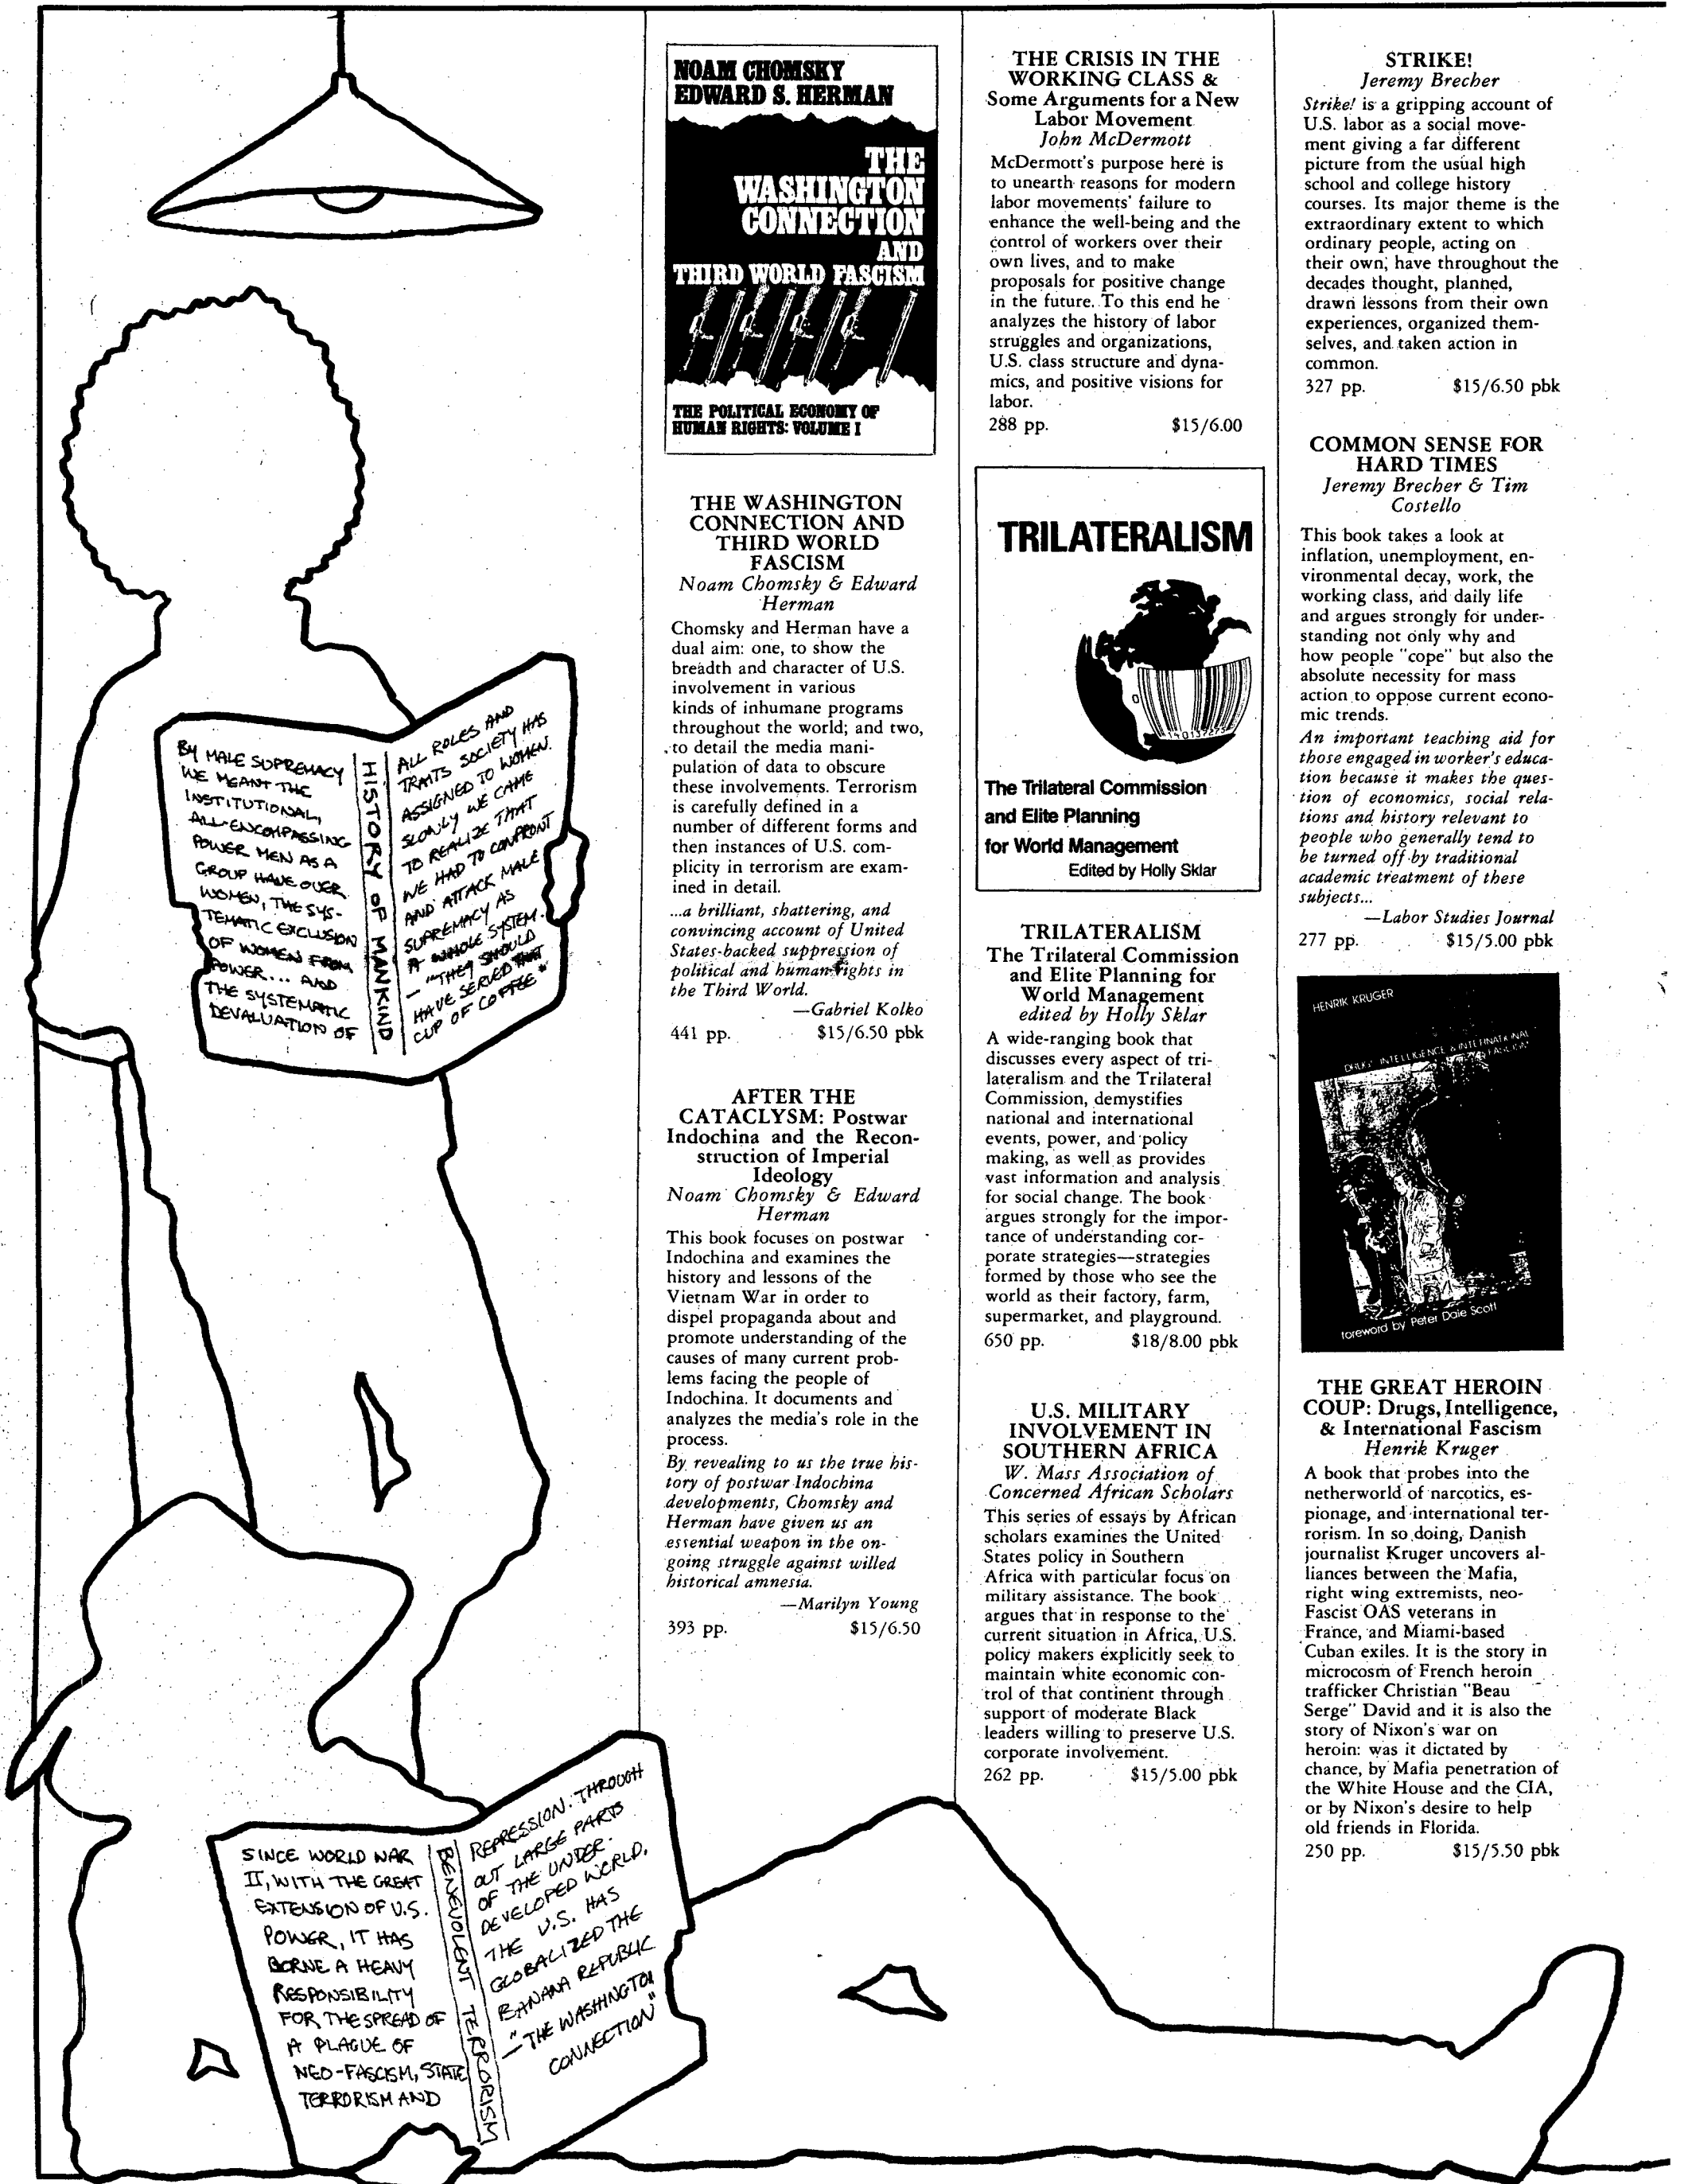 NOAM CHOMSKY
EDWARD S. HERMAN
THE
WASHINGTON
CONNECTION
AND
THIRD WORLD FASCISM
THE POLITICAL ECONOMY OF
HUMAN RIGHTS: VOLUME I
THE WASHINGTON
CONNECTION AND
THIRD WORLD
FASCISM
Noam Chomsky & Edward
Herman
Chomsky and Herman have a
dual aim: one, to show the
breadth and character of U.S.
involvement in various
kinds of inhumane programs
throughout the world; and two,
to detail the media mani-
pulation of data to obscure
these involvements. Terrorism
is carefully defined in a
number of different forms and
then instances of U.S. com-
plicity in terrorism are exam-
ined in detail.
...a brilliant, shattering, and
convincing account of United
States-backed suppression of
political and human rights in
the Third World.
—Gabriel Kolko
441 pp. $15/6.50 pbk
AFTER THE
CATACLYSM: Postwar
Indochina and the Recon-
struction of Imperial
Ideology
Noam Chomsky & Edward
Herman
This book focuses on postwar
Indochina and examines the
history and lessons of the
Vietnam War in order to
dispel propaganda about and
promote understanding of the
causes of many current prob-
lems facing the people of
Indochina. It documents and
analyzes the media's role in the
process.
By revealing to us the true his-
tory of postwar Indochina
developments, Chomsky and
Herman have given us an
essential weapon in the on-
going struggle against willed
historical amnesia.
—Marilyn Young
393 pp. $15/6.50
THE CRISIS IN THE
WORKING CLASS &
Some Arguments for a New
Labor Movement
John McDermott
McDermott's purpose here is
to unearth reasons for modern
labor movements' failure to
enhance the well-being and the
control of workers over their
own lives, and to make
proposals for positive change
in the future. To this end he
analyzes the history of labor
struggles and organizations,
U.S. class structure and dyna-
mics, and positive visions for
labor.
288 pp. $15/6.00
TRILATERALISM
The Trilateral Commission
and Elite Planning
for World Management
Edited by Holly Sklar
TRILATERALISM
The Trilateral Commission
and Elite Planning for
World Management
edited by Holly Sklar
A wide-ranging book that
discusses every aspect of tri-
lateralism and the Trilateral
Commission, demystifies
national and international
events, power, and policy
making, as well as provides
vast information and analysis
for social change. The book
argues strongly for the impor-
tance of understanding cor-
porate strategies—strategies
formed by those who see the
world as their factory, farm,
supermarket, and playground.
650 pp. $18/8.00 pbk
U.S. MILITARY
INVOLVEMENT IN
SOUTHERN AFRICA
W. Mass Association of
Concerned African Scholars
This series of essays by African
scholars examines the United
States policy in Southern
Africa with particular focus on
military assistance. The book
argues that in response to the
current situation in Africa, U.S.
policy makers explicitly seek to
maintain white economic con-
trol of that continent through
support of moderate Black
leaders willing to preserve U.S.
corporate involvement.
262 pp. $15/5.00 pbk
STRIKE!
Jeremy Brecher
Strike! is a gripping account of
U.S. labor as a social move-
ment giving a far different
picture from the usual high
school and college history
courses. Its major theme is the
extraordinary extent to which
ordinary people, acting on
their own, have throughout the
decades thought, planned,
drawn lessons from their own
experiences, organized them-
selves, and taken action in
common.
327 pp. $15/6.50 pbk
COMMON SENSE FOR
HARD TIMES
Jeremy Brecher & Tim
Costello
This book takes a look at
inflation, unemployment, en-
vironmental decay, work, the
working class, and daily life
and argues strongly for under-
standing not only why and
how people "cope" but also the
absolute necessity for mass
action to oppose current econo-
mic trends.
An important teaching aid for
those engaged in worker's educa-
tion because it makes the ques-
tion of economics, social rela-
tions and history relevant to
people who generally tend to
be turned off by traditional
academic treatment of these
subjects...
—Labor Studies Journal
277 pp. $15/5.00 pbk
HENRIK KRUGER
DRUGS, INTELLIGENCE & INTERNATIONAL FASCISM
foreword by Peter Dale Scott
THE GREAT HEROIN
COUP: Drugs, Intelligence,
& International Fascism
Henrik Kruger
A book that probes into the
netherworld of narcotics, es-
pionage, and international ter-
rorism. In so doing, Danish
journalist Kruger uncovers al-
liances between the Mafia,
right wing extremists, neo-
Fascist OAS veterans in
France, and Miami-based
Cuban exiles. It is the story in
microcosm of French heroin
trafficker Christian "Beau
Serge" David and it is also the
story of Nixon's war on
heroin: was it dictated by
chance, by Mafia penetration of
the White House and the CIA,
or by Nixon's desire to help
old friends in Florida.
250 pp. $15/5.50 pbk
BY MALE SUPREMACY
WE MEANT THE
INSTITUTIONAL,
ALL-ENCOMPASSING
POWER MEN AS A
GROUP HAVE OVER
WOMEN, THE SYS-
TEMATIC EXCLUSION
OF WOMEN FROM
POWER... AND
THE SYSTEMATIC
DEVALUATION OF
HISTORY OF MANKIND
ALL ROLES AND
TRAITS SOCIETY HAS
ASSIGNED TO WOMEN.
SLOWLY WE CAME
TO REALIZE THAT
WE HAD TO CONFRONT
AND ATTACK MALE
SUPREMACY AS
A WHOLE SYSTEM.
— "THEY SHOULD
HAVE SERVED THAT
CUP OF COFFEE"
SINCE WORLD WAR
II, WITH THE GREAT
EXTENSION OF U.S.
POWER, IT HAS
BORNE A HEAVY
RESPONSIBILITY
FOR THE SPREAD OF
A PLAGUE OF
NEO-FASCISM, STATE
TERRORISM AND
BENEVOLENT TERRORISM
REPRESSION THROUGH
OUT LARGE PARTS
OF THE UNDER-
DEVELOPED WORLD.
THE U.S. HAS
GLOBALIZED THE
BANANA REPUBLIC
— "THE WASHINGTON
CONNECTION"